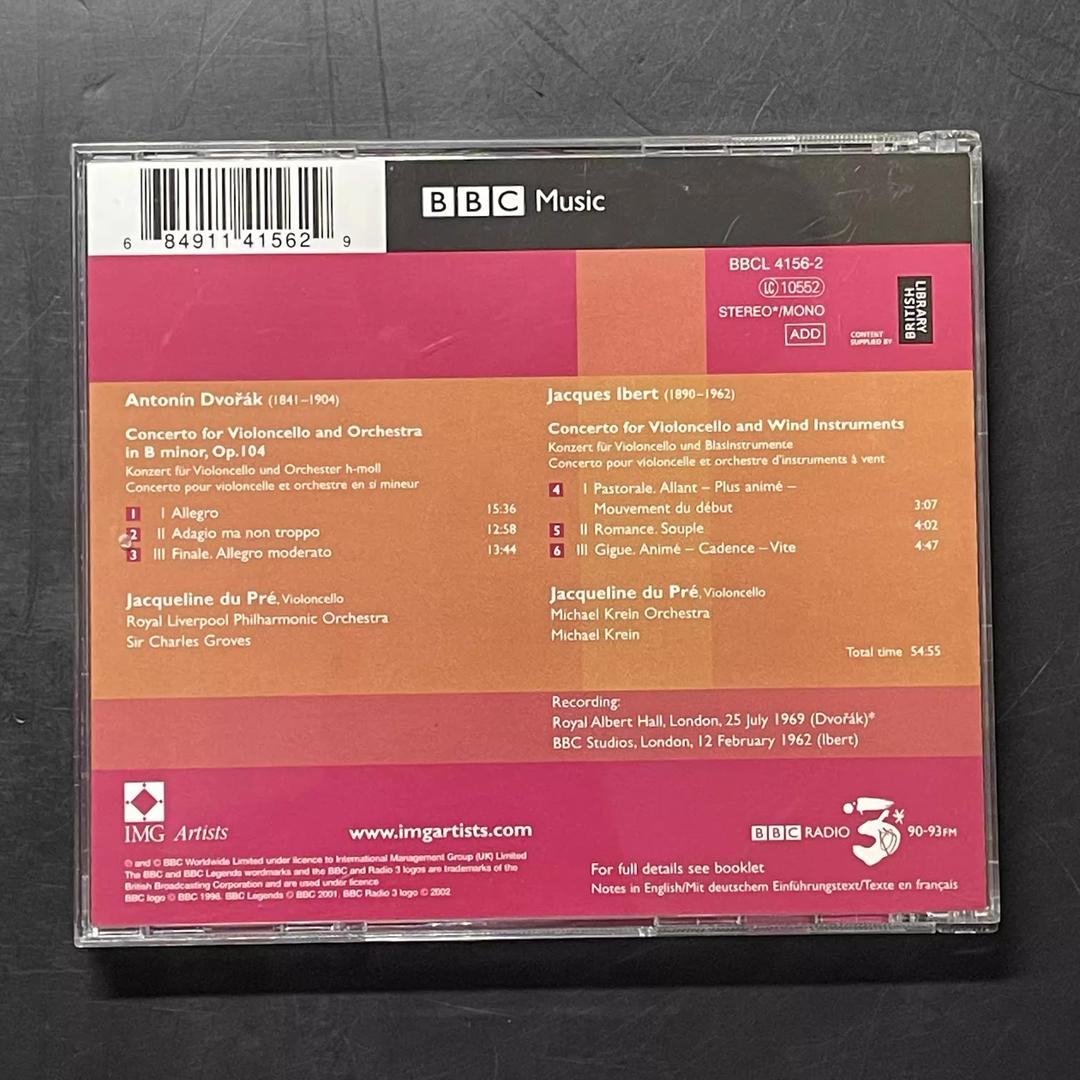 6 84911 41562 9
BBC Music
BBCL 4156-2
LC 10552
STEREO*/MONO
ADD
CONTENT
SUPPLIED BY
BRITISH
LIBRARY
Antonín Dvořák (1841–1904)
Concerto for Violoncello and Orchestra
in B minor, Op.104
Konzert für Violoncello und Orchester h-moll
Concerto pour violoncelle et orchestre en si mineur
1 I Allegro 15:36
2 II Adagio ma non troppo 12:58
3 III Finale. Allegro moderato 13:44
Jacqueline du Pré, Violoncello
Royal Liverpool Philharmonic Orchestra
Sir Charles Groves
Jacques Ibert (1890–1962)
Concerto for Violoncello and Wind Instruments
Konzert für Violoncello und Blasinstrumente
Concerto pour violoncelle et orchestre d'instruments à vent
4 I Pastorale. Allant – Plus animé –
Mouvement du début 3:07
5 II Romance. Souple 4:02
6 III Gigue. Animé – Cadence – Vite 4:47
Jacqueline du Pré, Violoncello
Michael Krein Orchestra
Michael Krein
Total time 54:55
Recording:
Royal Albert Hall, London, 25 July 1969 (Dvořák)*
BBC Studios, London, 12 February 1962 (Ibert)
IMG Artists
www.imgartists.com
BBC RADIO 3 90-93FM
℗ and © BBC Worldwide Limited under licence to International Management Group (UK) Limited
The BBC and BBC Legends wordmarks and the BBC and Radio 3 logos are trademarks of the
British Broadcasting Corporation and are used under licence
BBC logo © BBC 1996. BBC Legends © BBC 2001. BBC Radio 3 logo © 2002
For full details see booklet
Notes in English/Mit deutschem Einführungstext/Texte en français